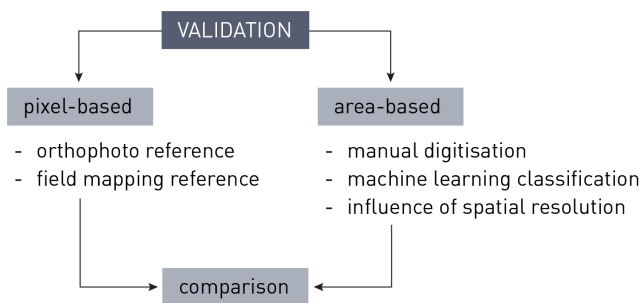 VALIDATION
pixel-based
- orthophoto reference
- field mapping reference
area-based
- manual digitisation
- machine learning classification
- influence of spatial resolution
comparison